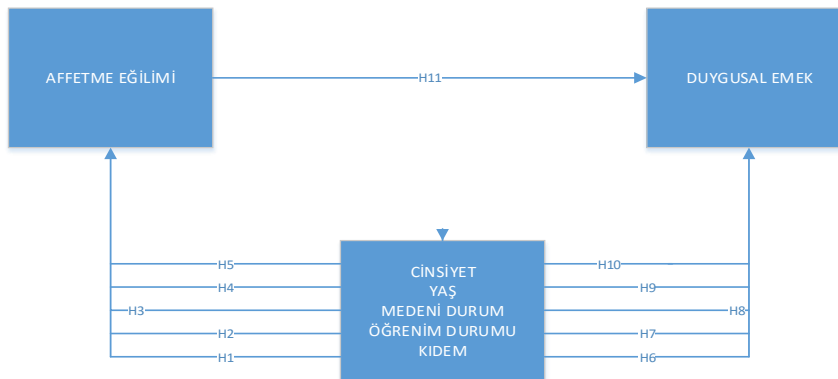 AFFETME EĞİLİMİ
H11
DUYGUSAL EMEK
H5
H4
H3
H2
H1
CİNSİYET
YAŞ
MEDENİ DURUM
ÖĞRENİM DURUMU
KIDEM
H10
H9
H8
H7
H6